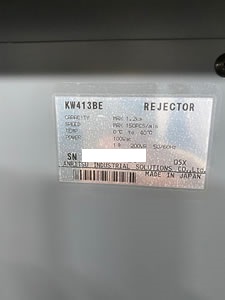 KW413BE REJECTOR
CAPACITY MAX 1.2kg
SPEED MAX 150PCS/min
TEMP 0℃ To 40℃
POWER 100VA
1Φ 200V 50/60Hz
SN
ANRITSU INDUSTRIAL SOLUTIONS CO.,LTD.
MADE IN JAPAN